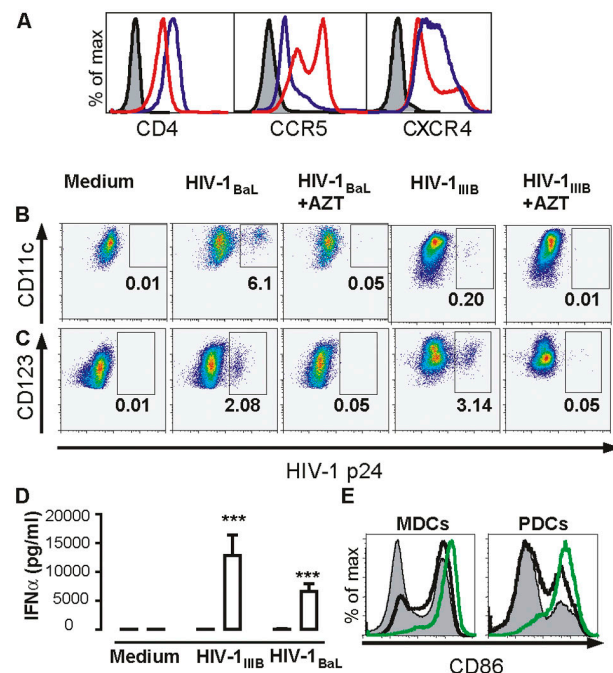 A
% of max
CD4 CCR5 CXCR4
Medium HIV-1BaL HIV-1BaL +AZT HIV-1IIIB HIV-1IIIB +AZT
B
CD11c
0.01 6.1 0.05 0.20 0.01
C
CD123
0.01 2.08 0.05 3.14 0.05
HIV-1 p24
D
IFNα (pg/ml)
20000
15000
10000
5000
0
*** ***
Medium HIV-1IIIB HIV-1BaL
E
MDCs PDCs
% of max
CD86